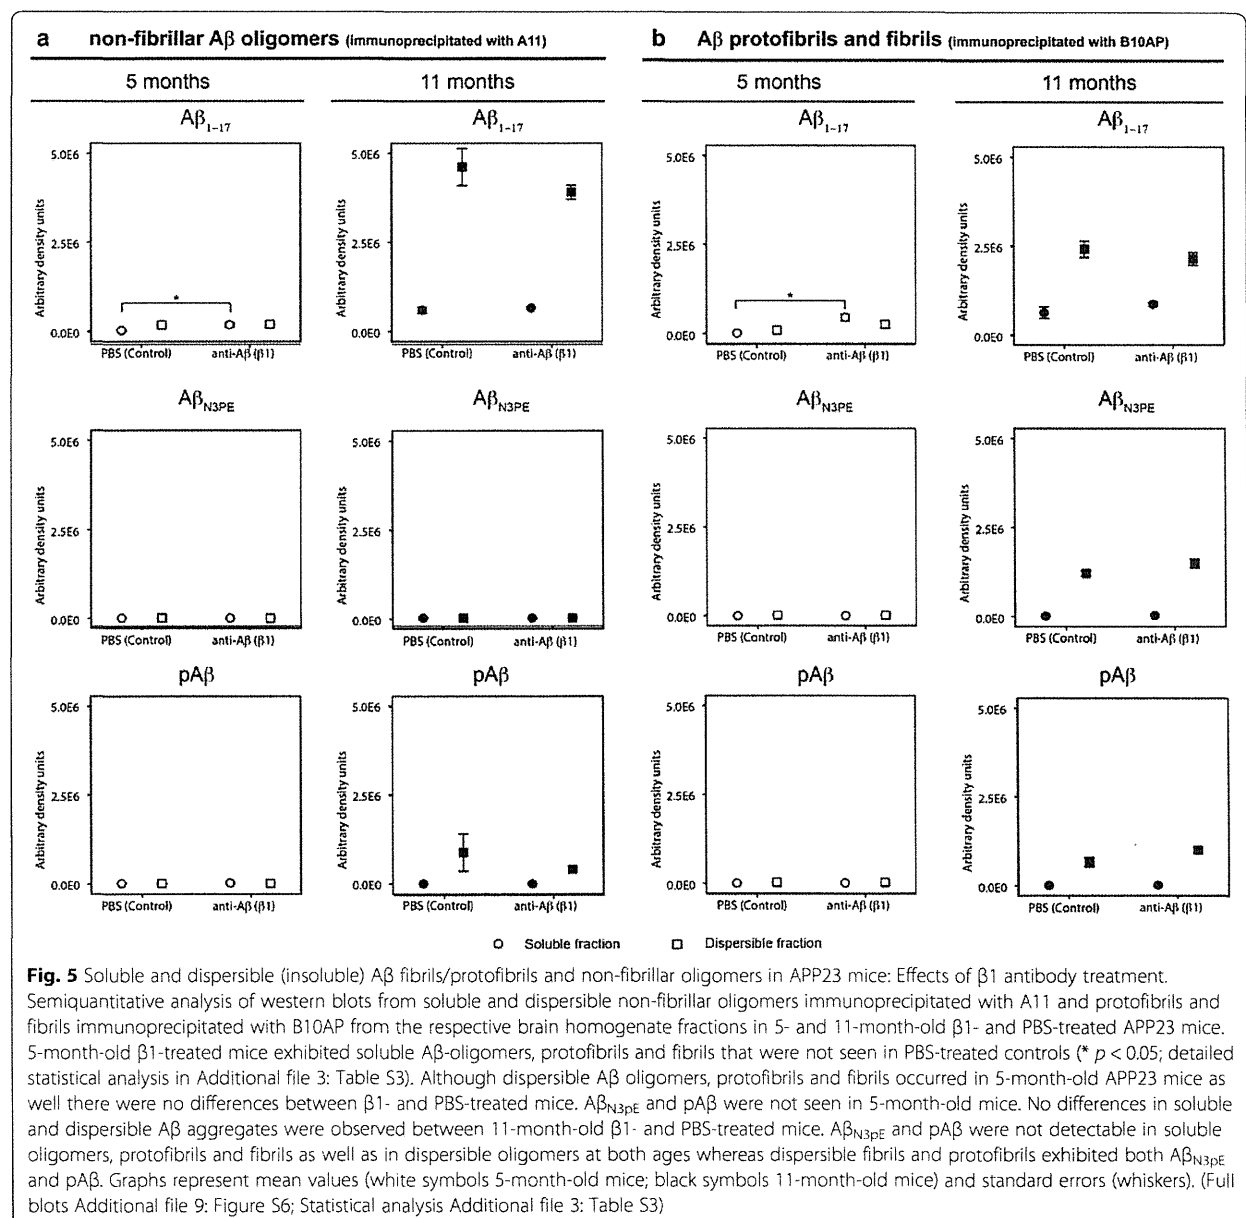 a non-fibrillar Aβ oligomers (immunoprecipitated with A11)
b Aβ protofibrils and fibrils (immunoprecipitated with B10AP)
5 months
11 months
5 months
11 months
Aβ1-17
Aβ1-17
Aβ1-17
Aβ1-17
Arbitrary density units
5.0E6
2.5E6
0.0E0
*
PBS (Control)
anti-Aβ (β1)
Arbitrary density units
5.0E6
2.5E6
0.0E0
PBS (Control)
anti-Aβ (β1)
Arbitrary density units
5.0E6
2.5E6
0.0E0
*
PBS (Control)
anti-Aβ (β1)
Arbitrary density units
5.0E6
2.5E6
0.0E0
PBS (Control)
anti-Aβ (β1)
AβN3PE
AβN3PE
AβN3PE
AβN3PE
Arbitrary density units
5.0E6
2.5E6
0.0E0
PBS (Control)
anti-Aβ (β1)
Arbitrary density units
5.0E6
2.5E6
0.0E0
PBS (Control)
anti-Aβ (β1)
Arbitrary density units
5.0E6
2.5E6
0.0E0
PBS (Control)
anti-Aβ (β1)
Arbitrary density units
5.0E6
2.5E6
0.0E0
PBS (Control)
anti-Aβ (β1)
pAβ
pAβ
pAβ
pAβ
Arbitrary density units
5.0E6
2.5E6
0.0E0
PBS (Control)
anti-Aβ (β1)
Arbitrary density units
5.0E6
2.5E6
0.0E0
PBS (Control)
anti-Aβ (β1)
Arbitrary density units
5.0E6
2.5E6
0.0E0
PBS (Control)
anti-Aβ (β1)
Arbitrary density units
5.0E6
2.5E6
0.0E0
PBS (Control)
anti-Aβ (β1)
Soluble fraction
Dispersible fraction
Fig. 5 Soluble and dispersible (insoluble) Aβ fibrils/protofibrils and non-fibrillar oligomers in APP23 mice: Effects of β1 antibody treatment.
Semiquantitative analysis of western blots from soluble and dispersible non-fibrillar oligomers immunoprecipitated with A11 and protofibrils and
fibrils immunoprecipitated with B10AP from the respective brain homogenate fractions in 5- and 11-month-old β1- and PBS-treated APP23 mice.
5-month-old β1-treated mice exhibited soluble Aβ-oligomers, protofibrils and fibrils that were not seen in PBS-treated controls (* p < 0.05; detailed
statistical analysis in Additional file 3: Table S3). Although dispersible Aβ oligomers, protofibrils and fibrils occurred in 5-month-old APP23 mice as
well there were no differences between β1- and PBS-treated mice. AβN3pE and pAβ were not seen in 5-month-old mice. No differences in soluble
and dispersible Aβ aggregates were observed between 11-month-old β1- and PBS-treated mice. AβN3pE and pAβ were not detectable in soluble
oligomers, protofibrils and fibrils as well as in dispersible oligomers at both ages whereas dispersible fibrils and protofibrils exhibited both AβN3pE
and pAβ. Graphs represent mean values (white symbols 5-month-old mice; black symbols 11-month-old mice) and standard errors (whiskers). (Full
blots Additional file 9: Figure S6; Statistical analysis Additional file 3: Table S3)